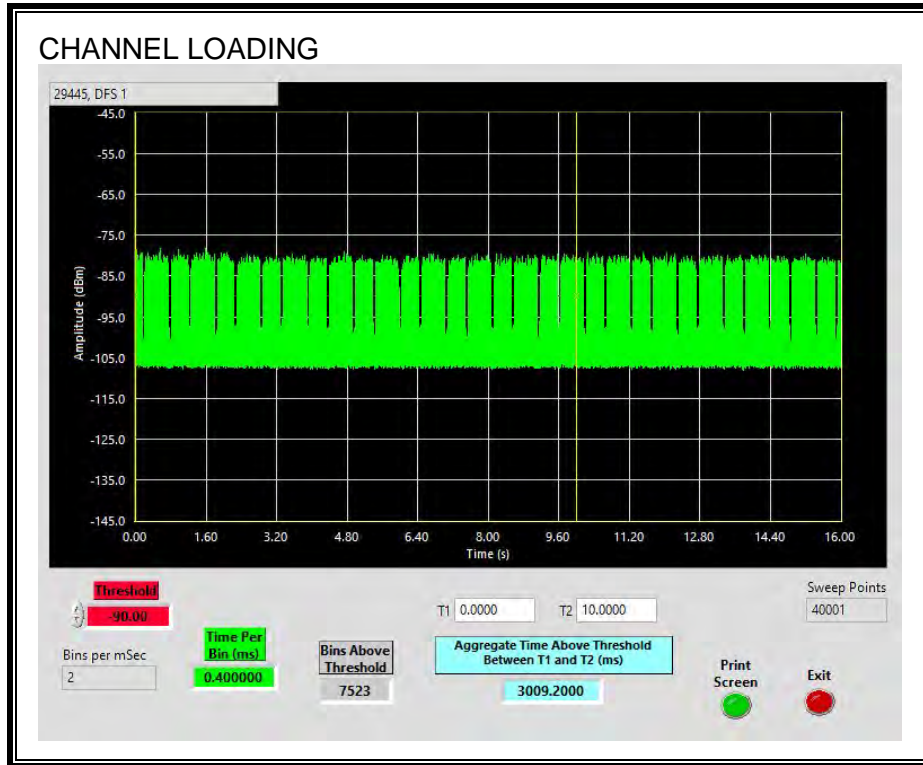 CHANNEL LOADING
29445, DFS 1
-45.0
-55.0
-65.0
-75.0
-85.0
-95.0
-105.0
-115.0
-125.0
-135.0
-145.0
Amplitude (dBm)
0.00 1.60 3.20 4.80 6.40 8.00 9.60 11.20 12.80 14.40 16.00
Time (s)
Threshold
-90.00
Bins per mSec
2
Time Per
Bin (ms)
0.400000
Bins Above
Threshold
7523
T1 0.0000 T2 10.0000
Aggregate Time Above Threshold
Between T1 and T2 (ms)
3009.2000
Sweep Points
40001
Print
Screen
Exit